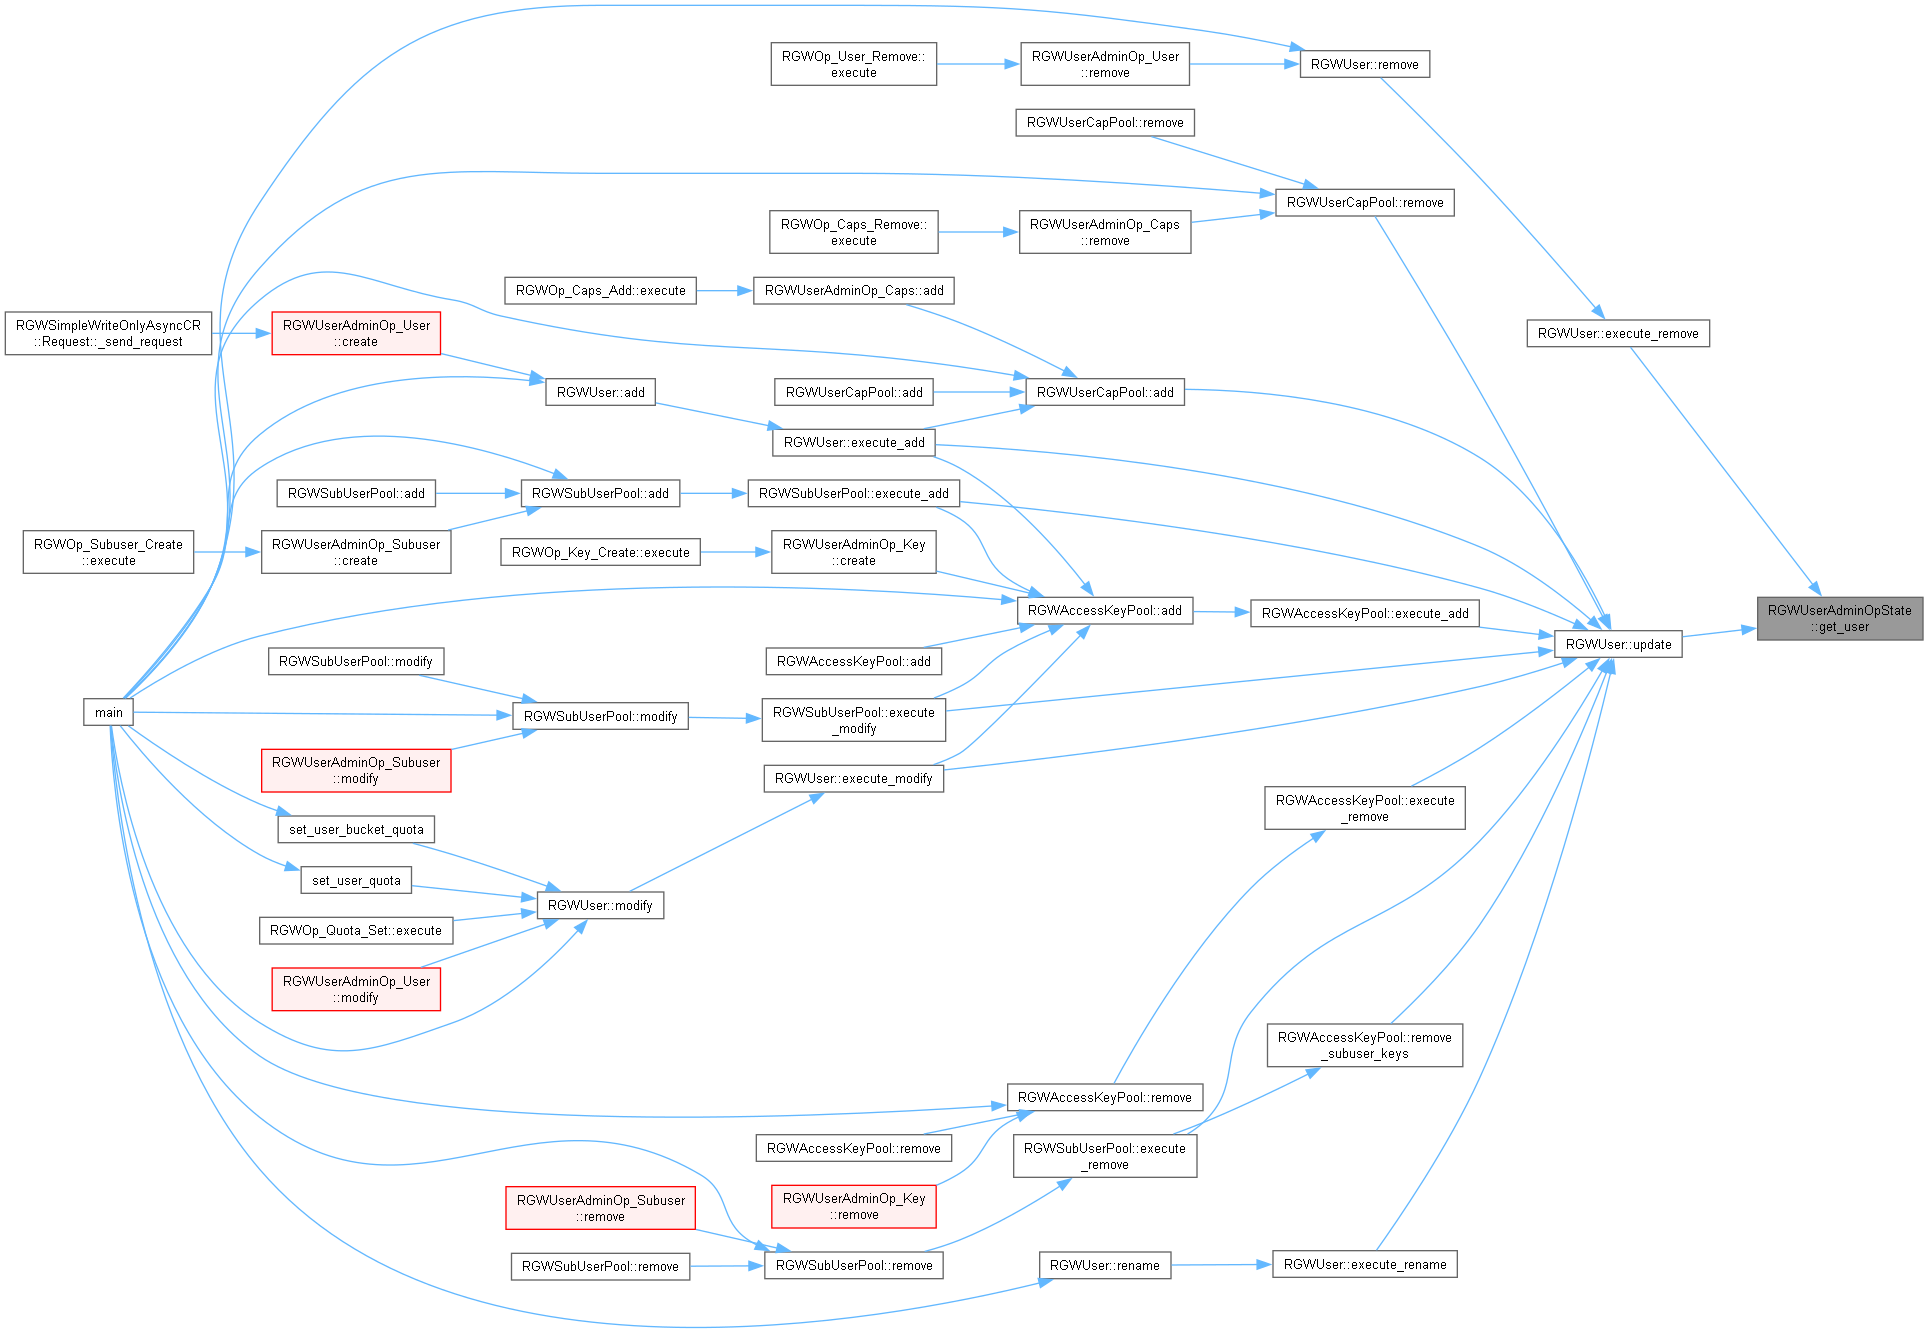 RGWOp_User_Remove::
execute
RGWUserAdminOp_User
::remove
RGWUser::remove
RGWUserCapPool::remove
RGWUserCapPool::remove
RGWOp_Caps_Remove::
execute
RGWUserAdminOp_Caps
::remove
RGWOp_Caps_Add::execute
RGWUserAdminOp_Caps::add
RGWSimpleWriteOnlyAsyncCR
::Request::_send_request
RGWUserAdminOp_User
::create
RGWUser::execute_remove
RGWUser::add
RGWUserCapPool::add
RGWUserCapPool::add
RGWUser::execute_add
RGWSubUserPool::add
RGWSubUserPool::add
RGWSubUserPool::execute_add
RGWOp_Subuser_Create
::execute
RGWUserAdminOp_Subuser
::create
RGWOp_Key_Create::execute
RGWUserAdminOp_Key
::create
RGWAccessKeyPool::add
RGWAccessKeyPool::execute_add
RGWUserAdminOpState
::get_user
RGWUser::update
RGWSubUserPool::modify
RGWAccessKeyPool::add
main
RGWSubUserPool::modify
RGWSubUserPool::execute
_modify
RGWUserAdminOp_Subuser
::modify
RGWUser::execute_modify
RGWAccessKeyPool::execute
_remove
set_user_bucket_quota
set_user_quota
RGWUser::modify
RGWOp_Quota_Set::execute
RGWUserAdminOp_User
::modify
RGWAccessKeyPool::remove
_subuser_keys
RGWAccessKeyPool::remove
RGWAccessKeyPool::remove
RGWSubUserPool::execute
_remove
RGWUserAdminOp_Subuser
::remove
RGWUserAdminOp_Key
::remove
RGWSubUserPool::remove
RGWSubUserPool::remove
RGWUser::rename
RGWUser::execute_rename